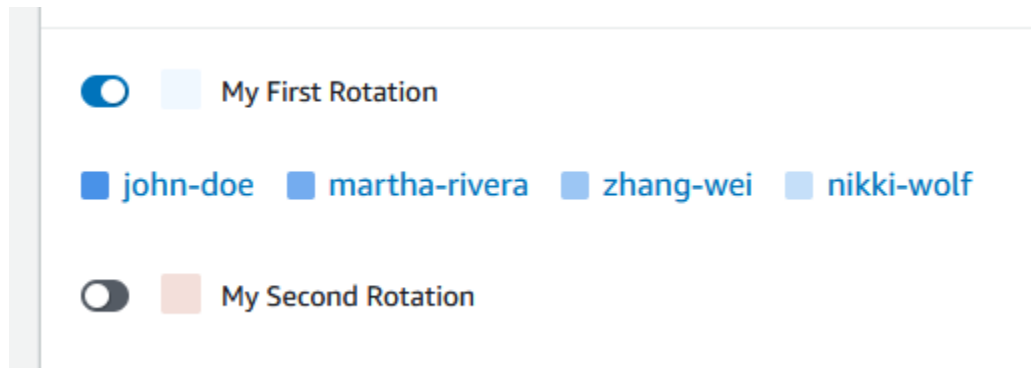 My First Rotation
john-doe martha-rivera zhang-wei nikki-wolf
My Second Rotation